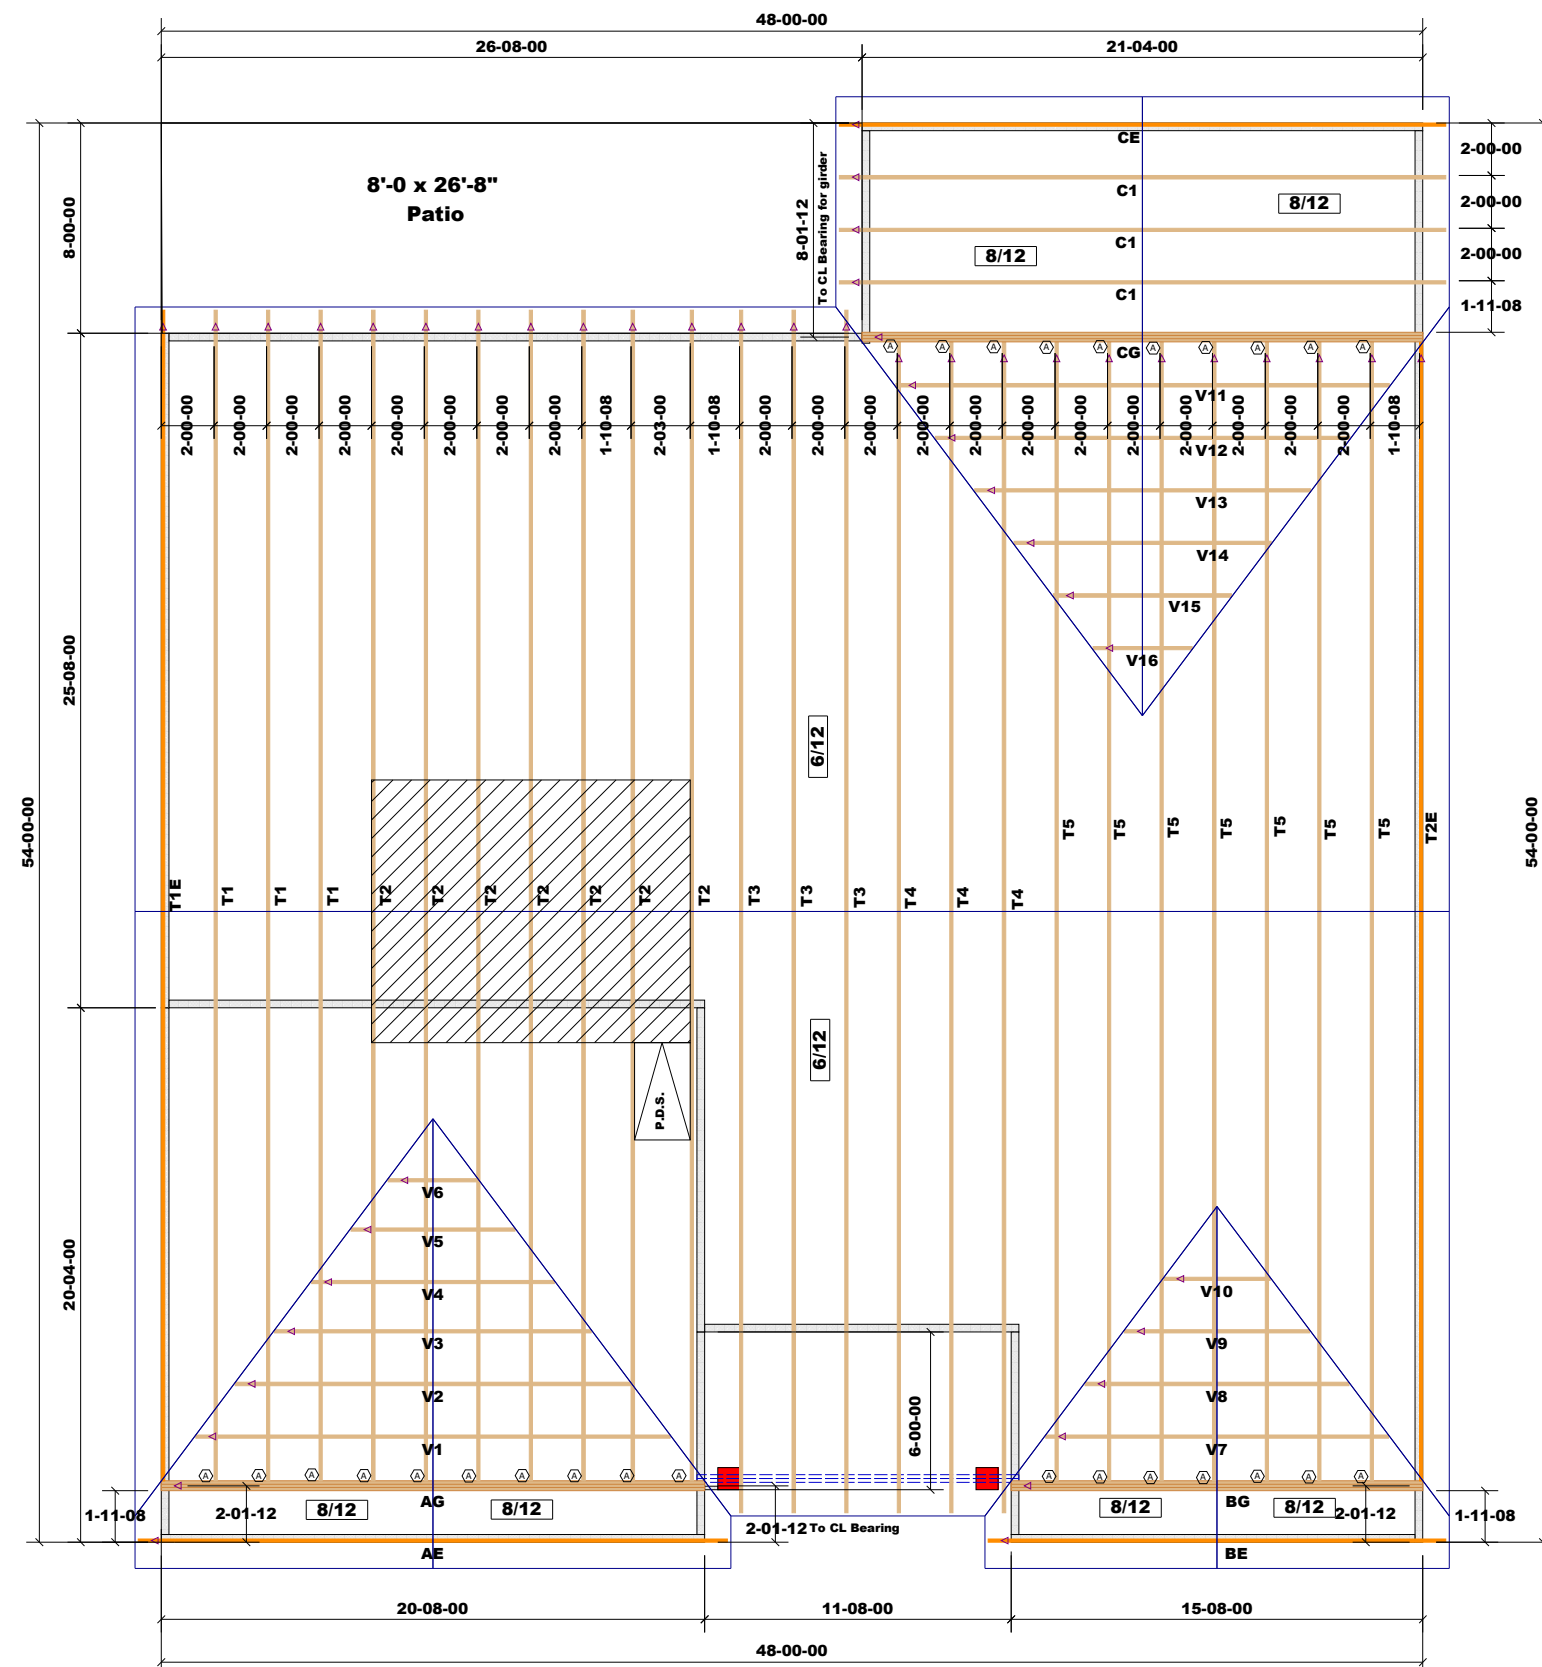 48-00-00
26-08-00
21-04-00
CE
2-00-00
8'-0 x 26'-8"
Patio
C1
8/12
2-00-00
8-00-00
8-01-12
To CL Bearing for girder
C1
8/12
2-00-00
C1
1-11-08
A A A A A A A A A A
CG
V11
2-00-00
2-00-00
2-00-00
2-00-00
2-00-00
2-00-00
2-00-00
2-00-00
1-10-08
2-03-00
1-10-08
2-00-00
2-00-00
2-00-00
2-00-00
2-00-00
2-00-00
2-00-00
2-00-00
2-00-00
2-00-00
2-00-00
1-10-08
V12
V13
V14
V15
V16
25-08-00
6/12
54-00-00
54-00-00
T5
T5
T5
T5
T5
T5
T5
T2E
T1E
T1
T1
T1
T2
T2
T2
T2
T2
T2
T2
T3
T3
T3
T4
T4
T4
6/12
P.D.S.
V6
V5
20-04-00
V4
V10
V3
V9
V2
V8
6-00-00
V1
V7
A A A A A A A A A A
A A A A A A A
AG
BG
1-11-08
2-01-12
8/12
8/12
8/12
8/12
2-01-12
1-11-08
2-01-12
To CL Bearing
AE
BE
20-08-00
11-08-00
15-08-00
48-00-00